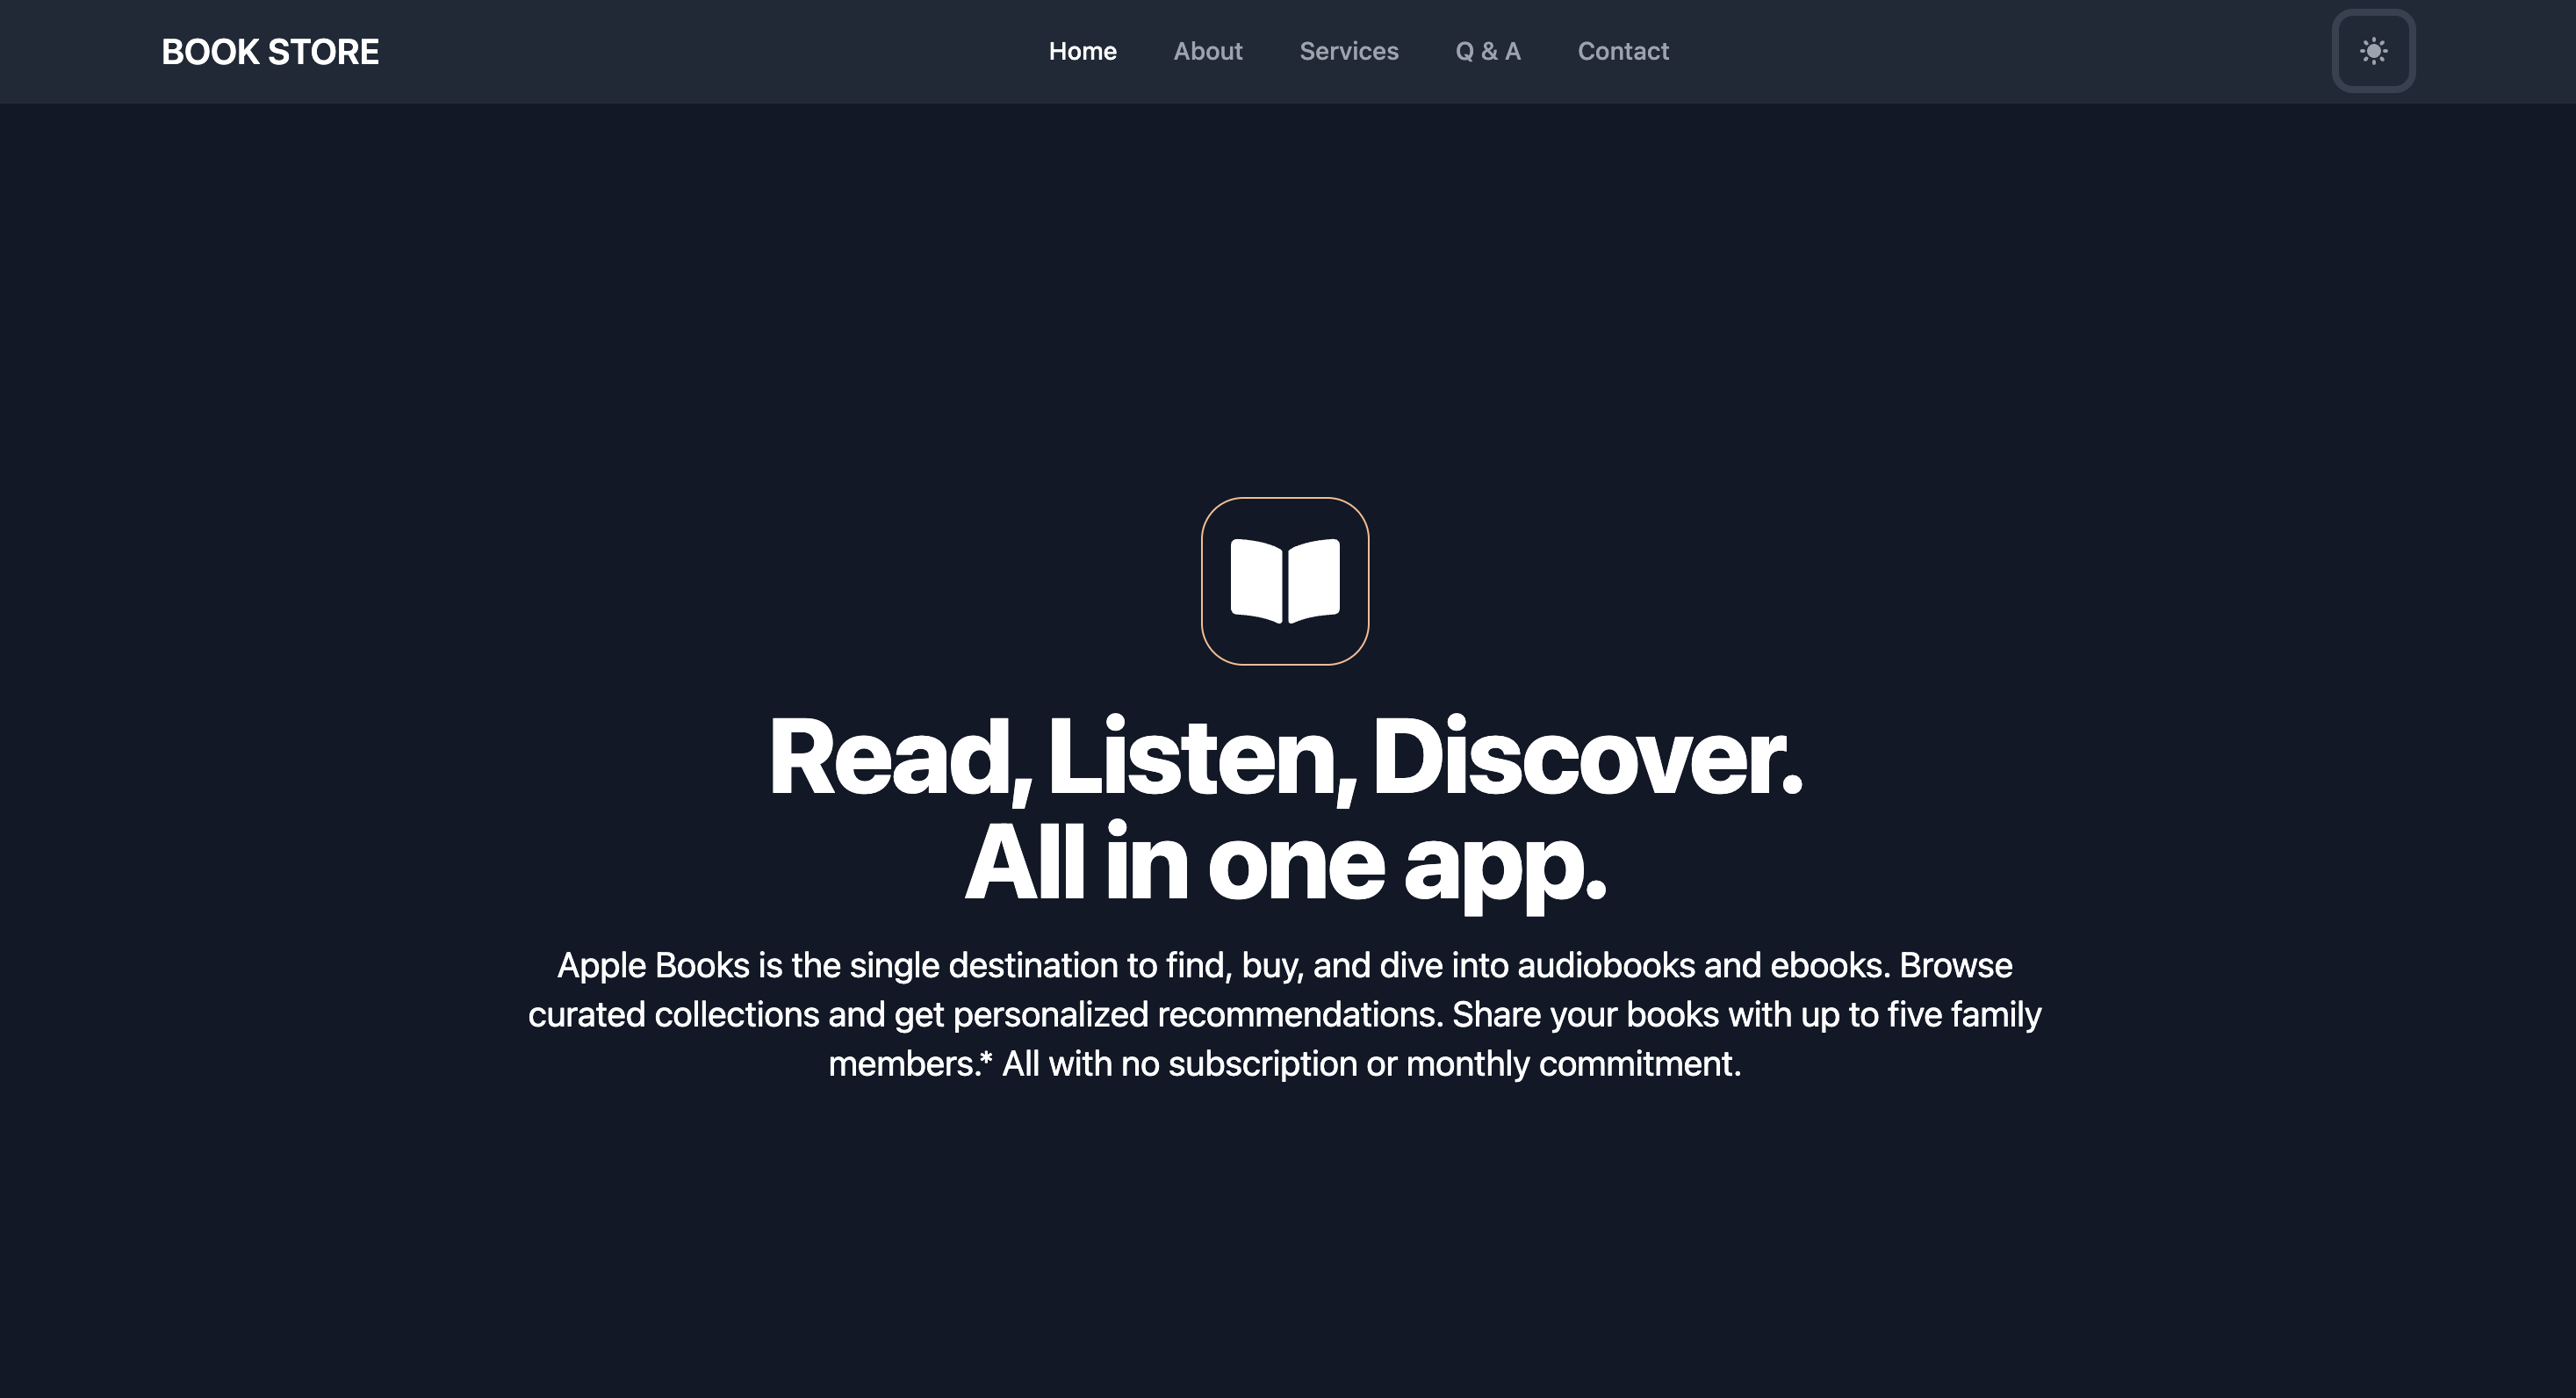 BOOK STORE
Home About Services Q & A Contact
Read, Listen, Discover.
All in one app.
Apple Books is the single destination to find, buy, and dive into audiobooks and ebooks. Browse
curated collections and get personalized recommendations. Share your books with up to five family
members.* All with no subscription or monthly commitment.